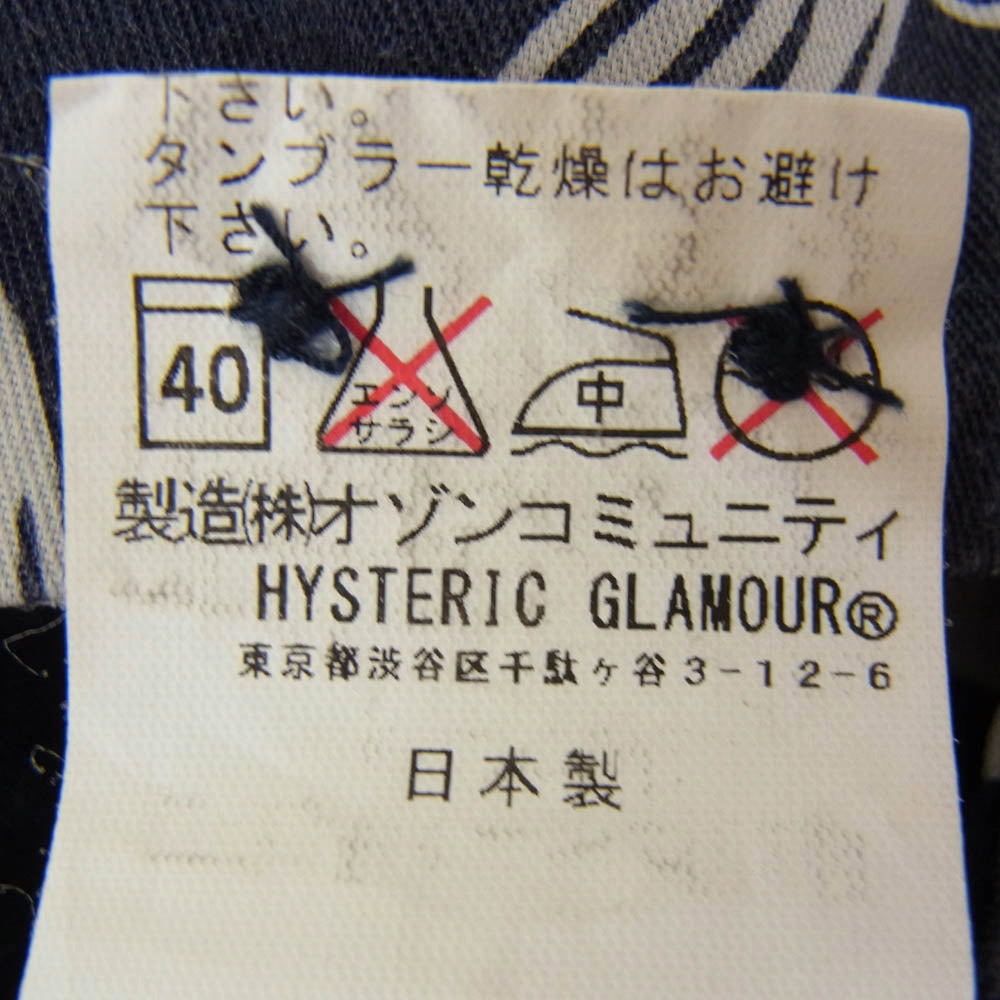 下さい。
タンブラー乾燥はお避け
下さい。
40 エンソサラシ 中
製造(株)オゾンコミュニティ
HYSTERIC GLAMOUR®
東京都渋谷区千駄ヶ谷3-12-6
日本製